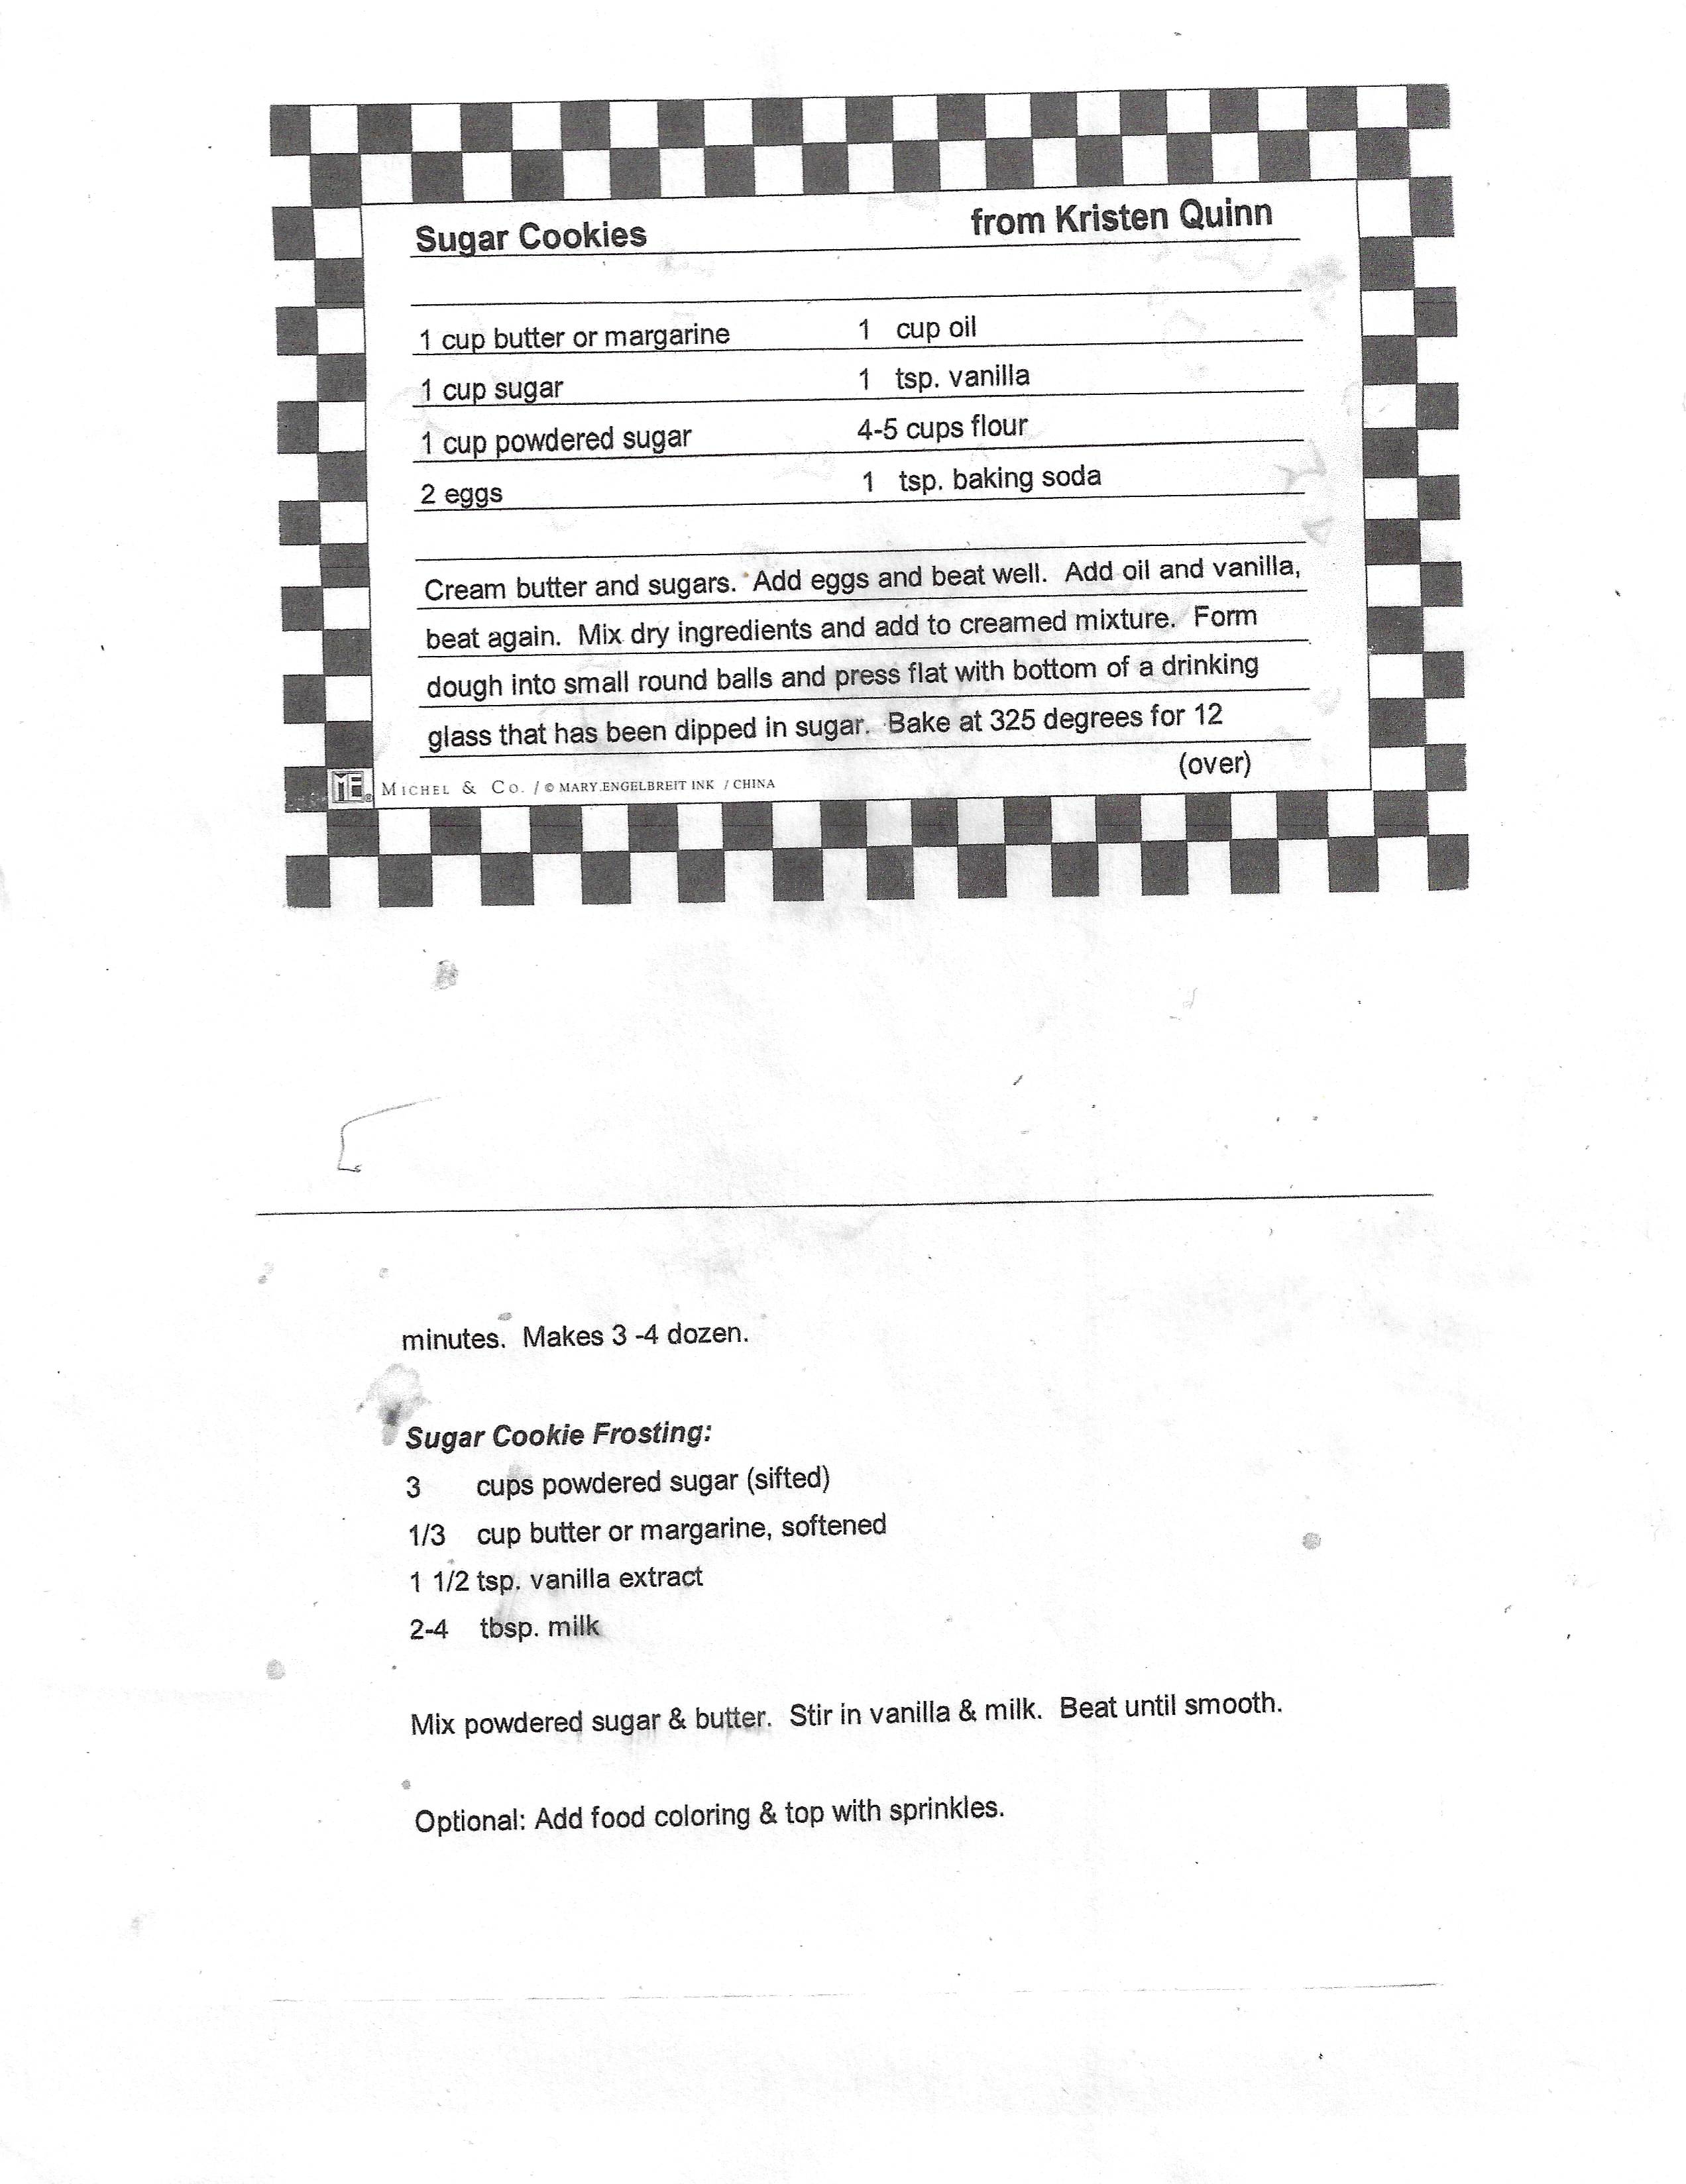 Sugar Cookies from Kristen Quinn
1 cup butter or margarine 1 cup oil
1 cup sugar 1 tsp. vanilla
1 cup powdered sugar 4-5 cups flour
2 eggs 1 tsp. baking soda
Cream butter and sugars. Add eggs and beat well. Add oil and vanilla,
beat again. Mix dry ingredients and add to creamed mixture. Form
dough into small round balls and press flat with bottom of a drinking
glass that has been dipped in sugar. Bake at 325 degrees for 12
(over)
ME® MICHEL & CO. / © MARY ENGELBREIT INK / CHINA
minutes. Makes 3 -4 dozen.
Sugar Cookie Frosting:
3 cups powdered sugar (sifted)
1/3 cup butter or margarine, softened
1 1/2 tsp. vanilla extract
2-4 tbsp. milk
Mix powdered sugar & butter. Stir in vanilla & milk. Beat until smooth.
Optional: Add food coloring & top with sprinkles.